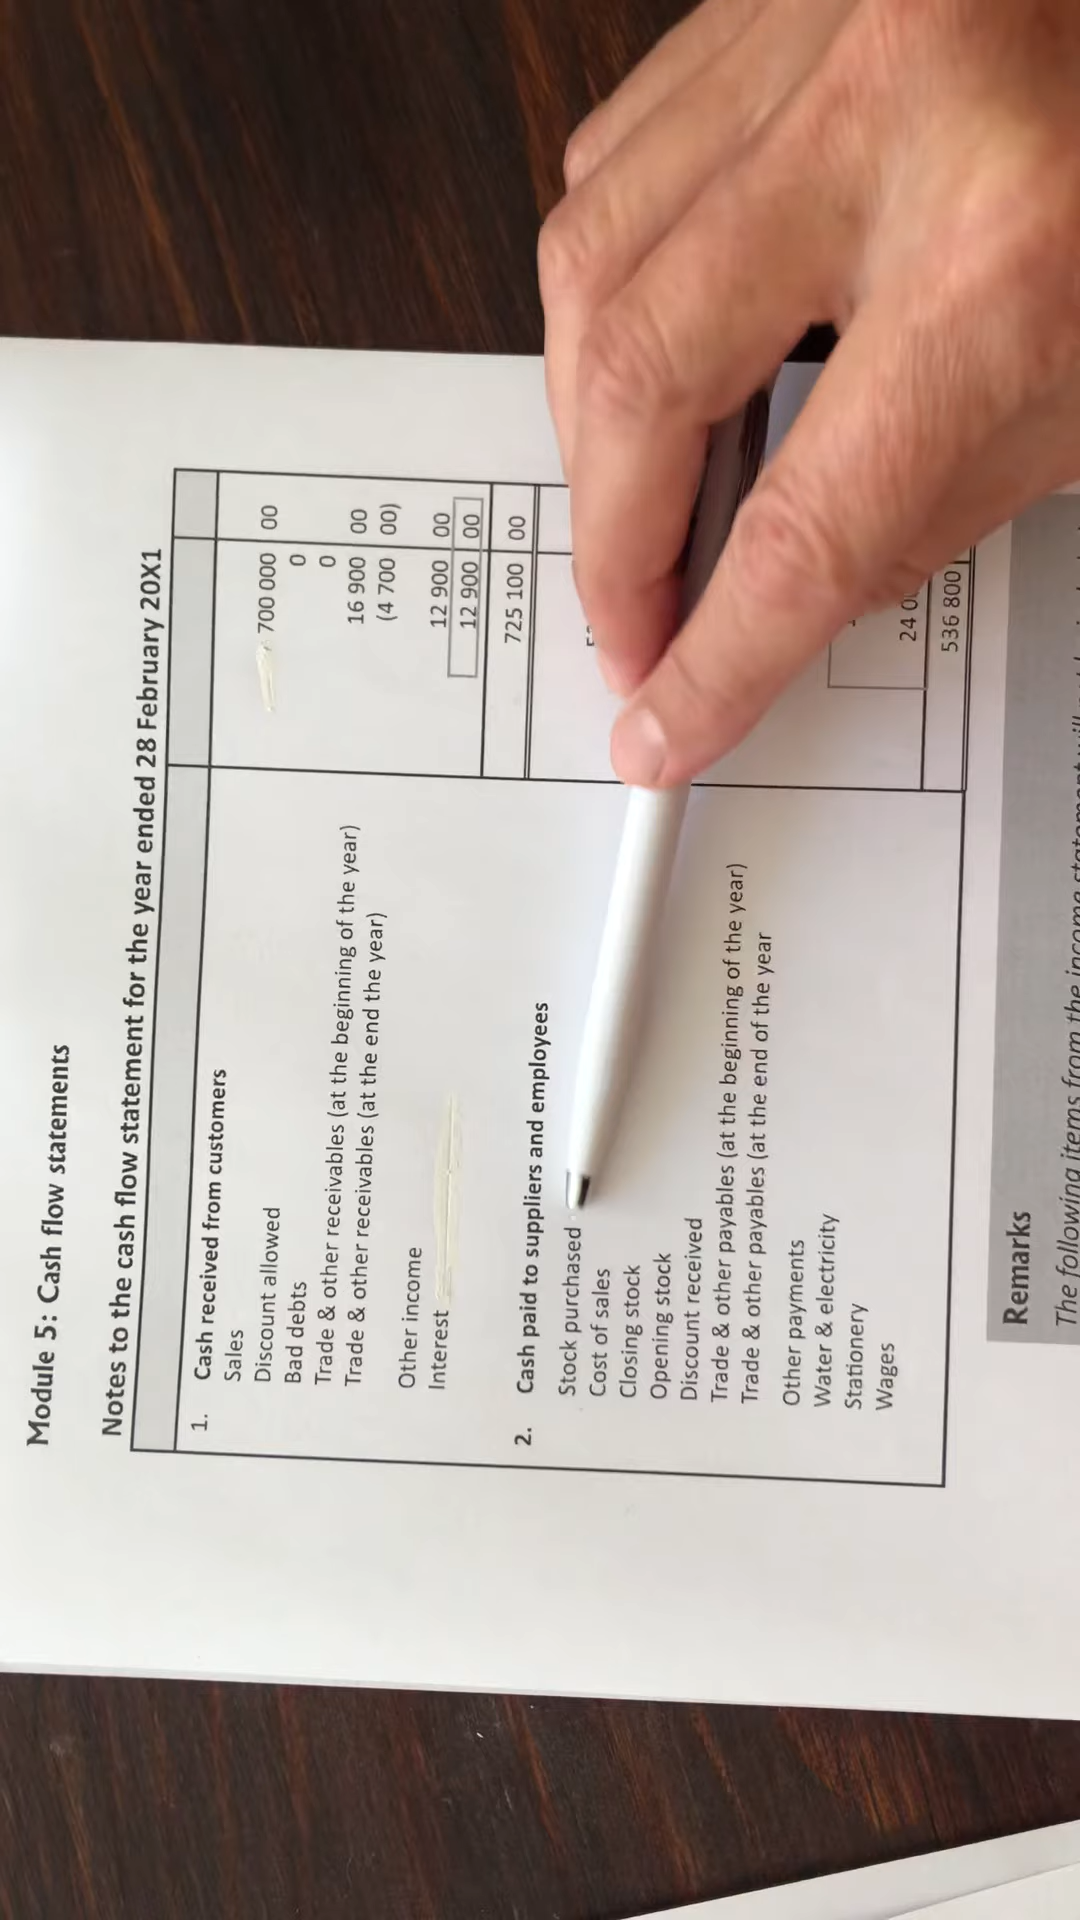 Module 5: Cash flow statements
Notes to the cash flow statement for the year ended 28 February 20X1
1. Cash received from customers
Sales 700 000 00
Discount allowed 0
Bad debts 0
Trade & other receivables (at the beginning of the year) 16 900 00
Trade & other receivables (at the end the year) (4 700 00)
Other income 12 900 00
Interest 12 900 00
725 100 00
2. Cash paid to suppliers and employees
Stock purchased
Cost of sales
Closing stock
Opening stock
Discount received
Trade & other payables (at the beginning of the year)
Trade & other payables (at the end of the year
Other payments
Water & electricity
Stationery
Wages 24
536 800
Remarks
The following items from the income